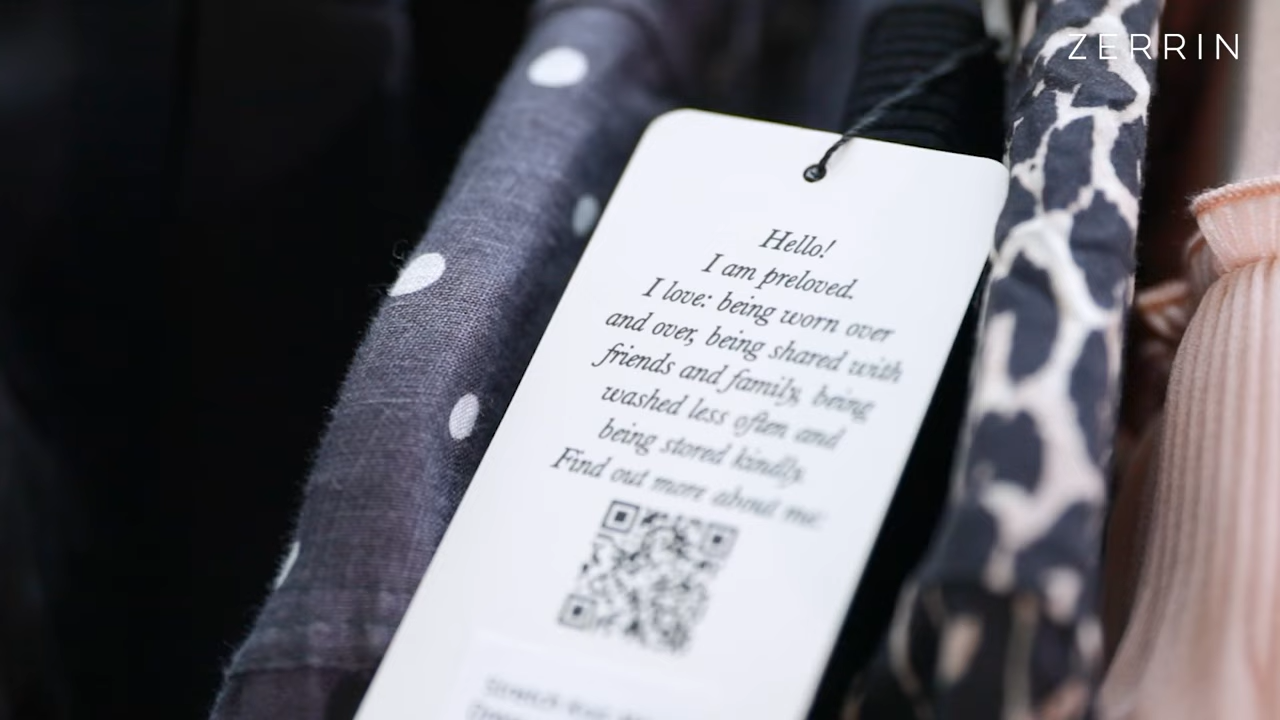 ZERRIN
Hello!
I am preloved.
I love: being worn over
and over, being shared with
friends and family, being
washed less often and
being stored kindly.
Find out more about me: